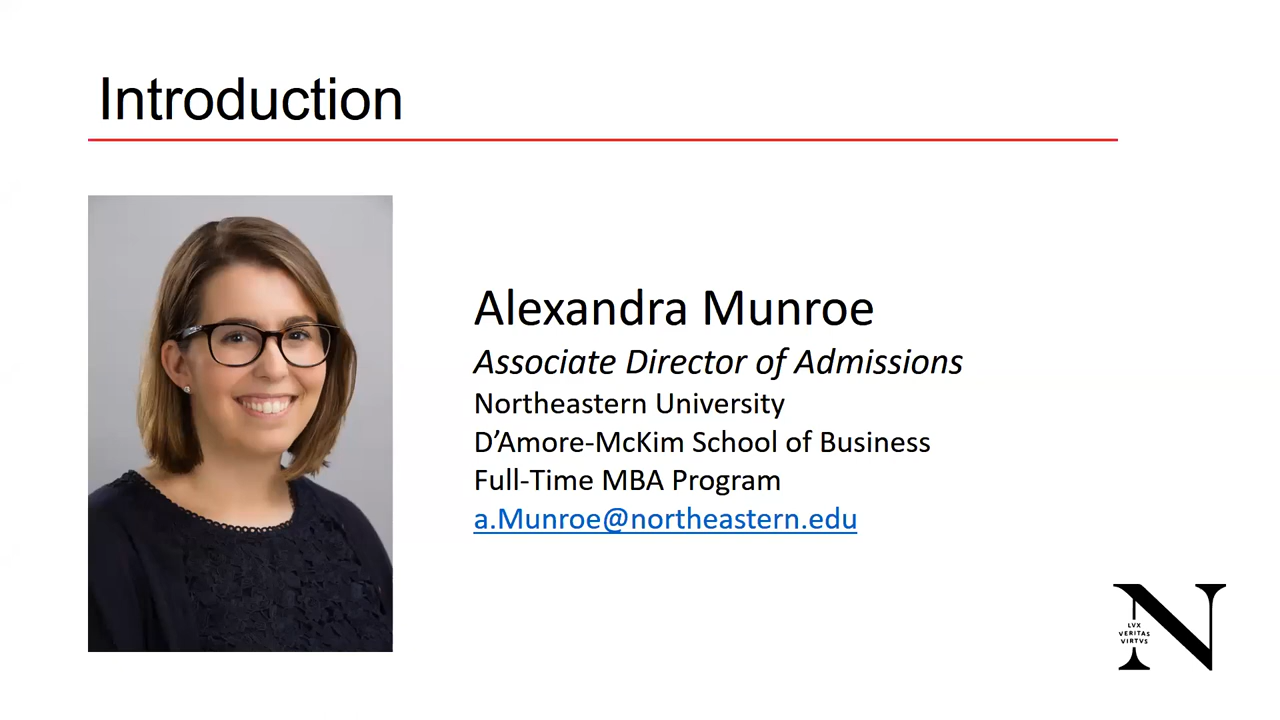 Introduction
Alexandra Munroe
Associate Director of Admissions
Northeastern University
D’Amore-McKim School of Business
Full-Time MBA Program
a.Munroe@northeastern.edu
N
LVX
VERITAS
VIRTVS